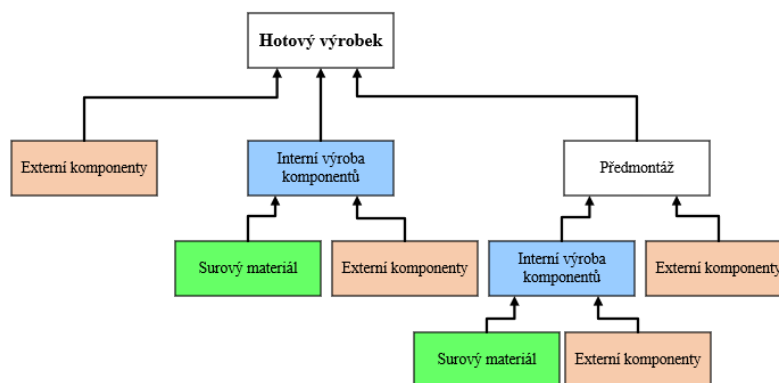 Hotový výrobek
Externí komponenty
Interní výroba
komponentů
Předmontáž
Surový materiál
Externí komponenty
Interní výroba
komponentů
Externí komponenty
Surový materiál
Externí komponenty